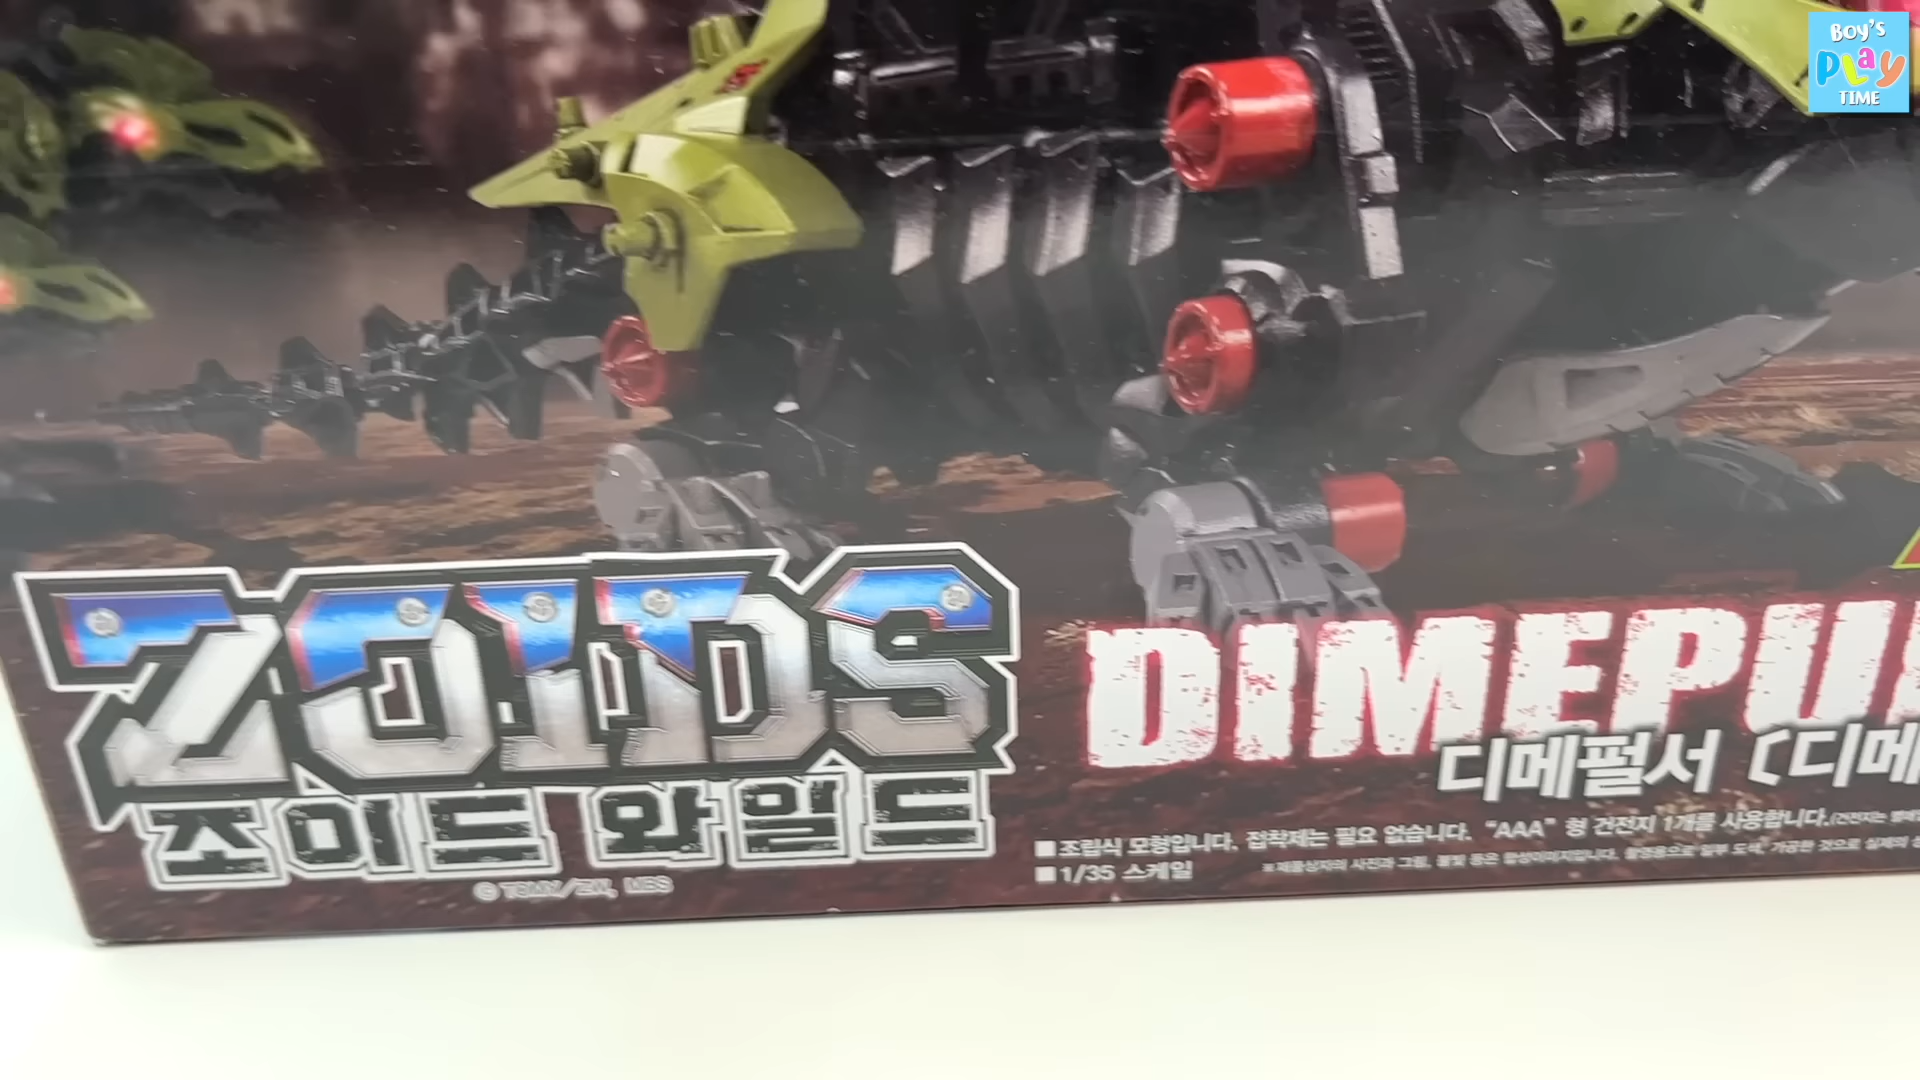 Boy's
PLay
TIME
ZOIDS
조이드 와일드
© TOMY/ZW, MBS
DIMEPU
디메펄서 (디메
■조립식 모형입니다. 접착제는 필요 없습니다. "AAA" 형 건전지 1개를 사용합니다.
■1/35 스케일